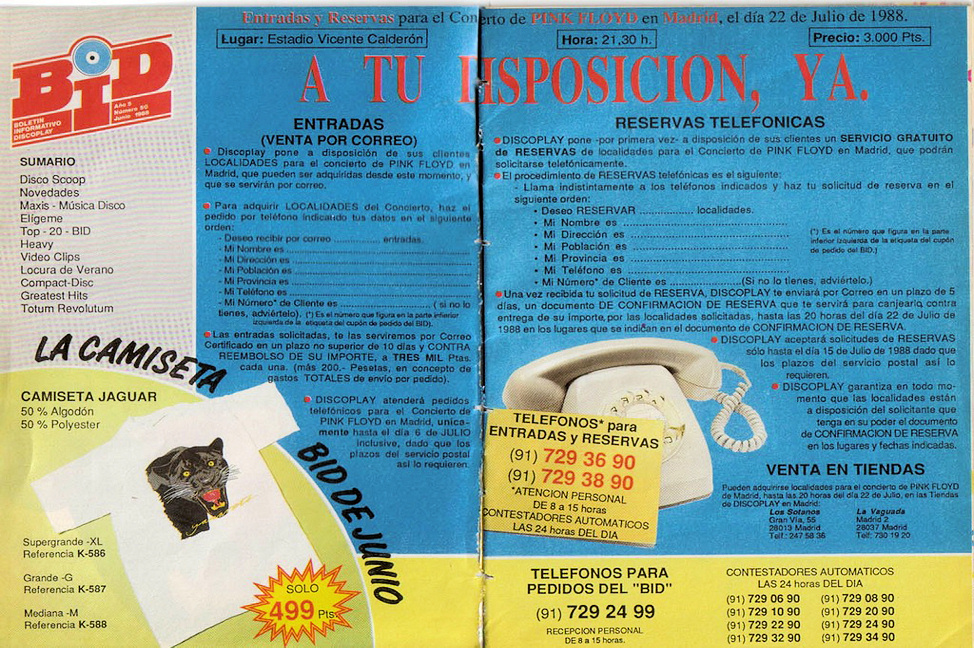 Entradas y Reservas para el Concierto de PINK FLOYD en Madrid, el día 22 de Julio de 1988.
Lugar: Estadio Vicente Calderón
Hora: 21,30 h.
Precio: 3.000 Pts.
A TU DISPOSICION, YA.
BID
BOLETIN
INFORMATIVO
DISCOPLAY
Año 5
Número 50
Junio 1988
SUMARIO
Disco Scoop
Novedades
Maxis - Música Disco
Elígeme
Top - 20 - BID
Heavy
Video Clips
Locura de Verano
Compact-Disc
Greatest Hits
Totum Revolutum
LA CAMISETA
BID DE JUNIO
CAMISETA JAGUAR
50 % Algodón
50 % Polyester
Supergrande -XL
Referencia K-586
Grande -G
Referencia K-587
Mediana -M
Referencia K-588
SOLO
499 Pts
ENTRADAS
(VENTA POR CORREO)
Discoplay pone a disposición de sus clientes
LOCALIDADES para el concierto de PINK FLOYD en
Madrid, que pueden ser adquiridas desde este momento, y
que se servirán por correo.
Para adquirir LOCALIDADES del Concierto, haz el
pedido por teléfono indicando tus datos en el siguiente
orden:
- Deseo recibir por correo .............. entradas.
- Mi Nombre es ..............
- Mi Dirección es ..............
- Mi Población es ..............
- Mi Provincia es ..............
- Mi Teléfono es ..............
- Mi Número* de Cliente es .............. ( si no lo
tienes, adviértelo). (*) Es el número que figura en la parte inferior
izquierda de la etiqueta del cupón de pedido del BID).
Las entradas solicitadas, te las serviremos por Correo
Certificado en un plazo no superior de 10 días y CONTRA
REEMBOLSO DE SU IMPORTE, a TRES MIL Ptas.
cada una. (más 200.- Pesetas, en concepto de
gastos TOTALES de envío por pedido).
DISCOPLAY atenderá pedidos
telefónicos para el Concierto de
PINK FLOYD en Madrid, unica-
mente hasta el día 6 de JULIO
inclusive, dado que los
plazos del servicio postal
así lo requieren.
RESERVAS TELEFONICAS
DISCOPLAY pone -por primera vez- a disposición de sus clientes un SERVICIO GRATUITO
de RESERVAS de localidades para el Concierto de PINK FLOYD en Madrid, que podrán
solicitarse telefónicamente.
El procedimiento de RESERVAS telefónicas es el siguiente:
- Llama indistintamente a los teléfonos indicados y haz tu solicitud de reserva en el
siguiente orden:
• Deseo RESERVAR .............. localidades.
• Mi Nombre es ..............
• Mi Dirección es ..............
• Mi Población es ..............
• Mi Provincia es ..............
• Mi Teléfono es ..............
• Mi Número* de Cliente es ..............(Si no lo tienes, adviértelo.)
(*) Es el número que figura en la parte
inferior izquierda de la etiqueta del cupón
de pedido del BID.)
Una vez recibida tu solicitud de RESERVA, DISCOPLAY te enviará por Correo en un plazo de 5
días, un documento DE CONFIRMACION DE RESERVA que te servirá para canjearlo, contra
entrega de su importe, por las localidades solicitadas, hasta las 20 horas del día 22 de Julio de
1988 en los lugares que se indican en el documento de CONFIRMACION DE RESERVA.
DISCOPLAY aceptará solicitudes de RESERVAS
sólo hasta el día 15 de Julio de 1988 dado que
los plazos del servicio postal así lo
requieren.
DISCOPLAY garantiza en todo mo-
mento que las localidades están
a disposición del solicitante que
tenga en su poder el documento
de CONFIRMACION DE RESERVA
en los lugares y fechas indicadas.
TELEFONOS* para
ENTRADAS y RESERVAS
(91) 729 36 90
(91) 729 38 90
*ATENCION PERSONAL
DE 8 a 15 horas
CONTESTADORES AUTOMATICOS
LAS 24 horas DEL DIA
VENTA EN TIENDAS
Pueden adquirirse localidades para el concierto de PINK FLOYD
de Madrid, hasta las 20 horas del día 22 de Julio, en las Tiendas
de DISCOPLAY en Madrid:
Los Sotanos
Gran Vía, 55
28013 Madrid
Telf.: 247 58 36
La Vaguada
Madrid 2
28037 Madrid
Telf: 730 19 20
TELEFONOS PARA
PEDIDOS DEL "BID"
(91) 729 24 99
RECEPCION PERSONAL
DE 8 a 15 horas.
CONTESTADORES AUTOMATICOS
LAS 24 horas DEL DIA
(91) 729 06 90 (91) 729 08 90
(91) 729 10 90 (91) 729 20 90
(91) 729 22 90 (91) 729 24 90
(91) 729 32 90 (91) 729 34 90